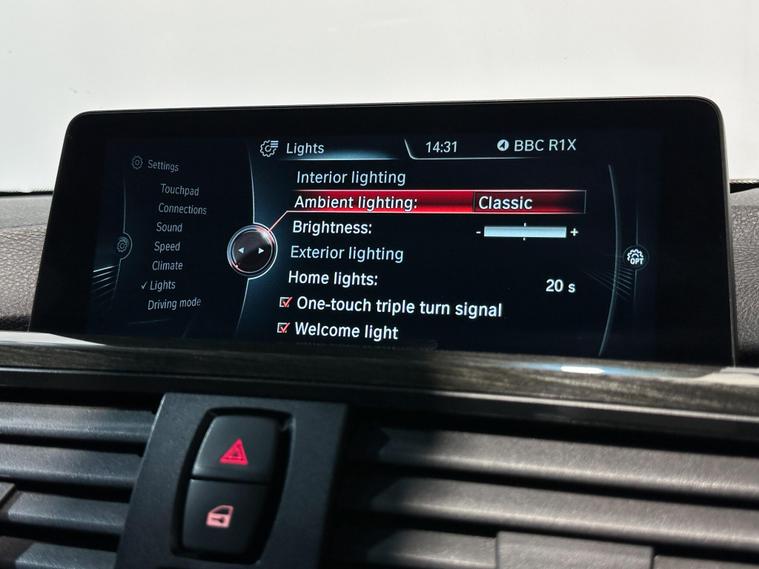 Lights
14:31
BBC R1X
Settings
Touchpad
Connections
Sound
Speed
Climate
✓ Lights
Driving mode
Interior lighting
Ambient lighting: Classic
Brightness: - +
Exterior lighting
Home lights: 20 s
One-touch triple turn signal
Welcome light
OPT